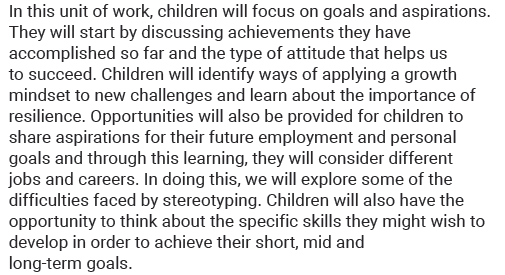 In this unit of work, children will focus on goals and aspirations.
They will start by discussing achievements they have
accomplished so far and the type of attitude that helps us
to succeed. Children will identify ways of applying a growth
mindset to new challenges and learn about the importance of
resilience. Opportunities will also be provided for children to
share aspirations for their future employment and personal
goals and through this learning, they will consider different
jobs and careers. In doing this, we will explore some of the
difficulties faced by stereotyping. Children will also have the
opportunity to think about the specific skills they might wish to
develop in order to achieve their short, mid and
long-term goals.